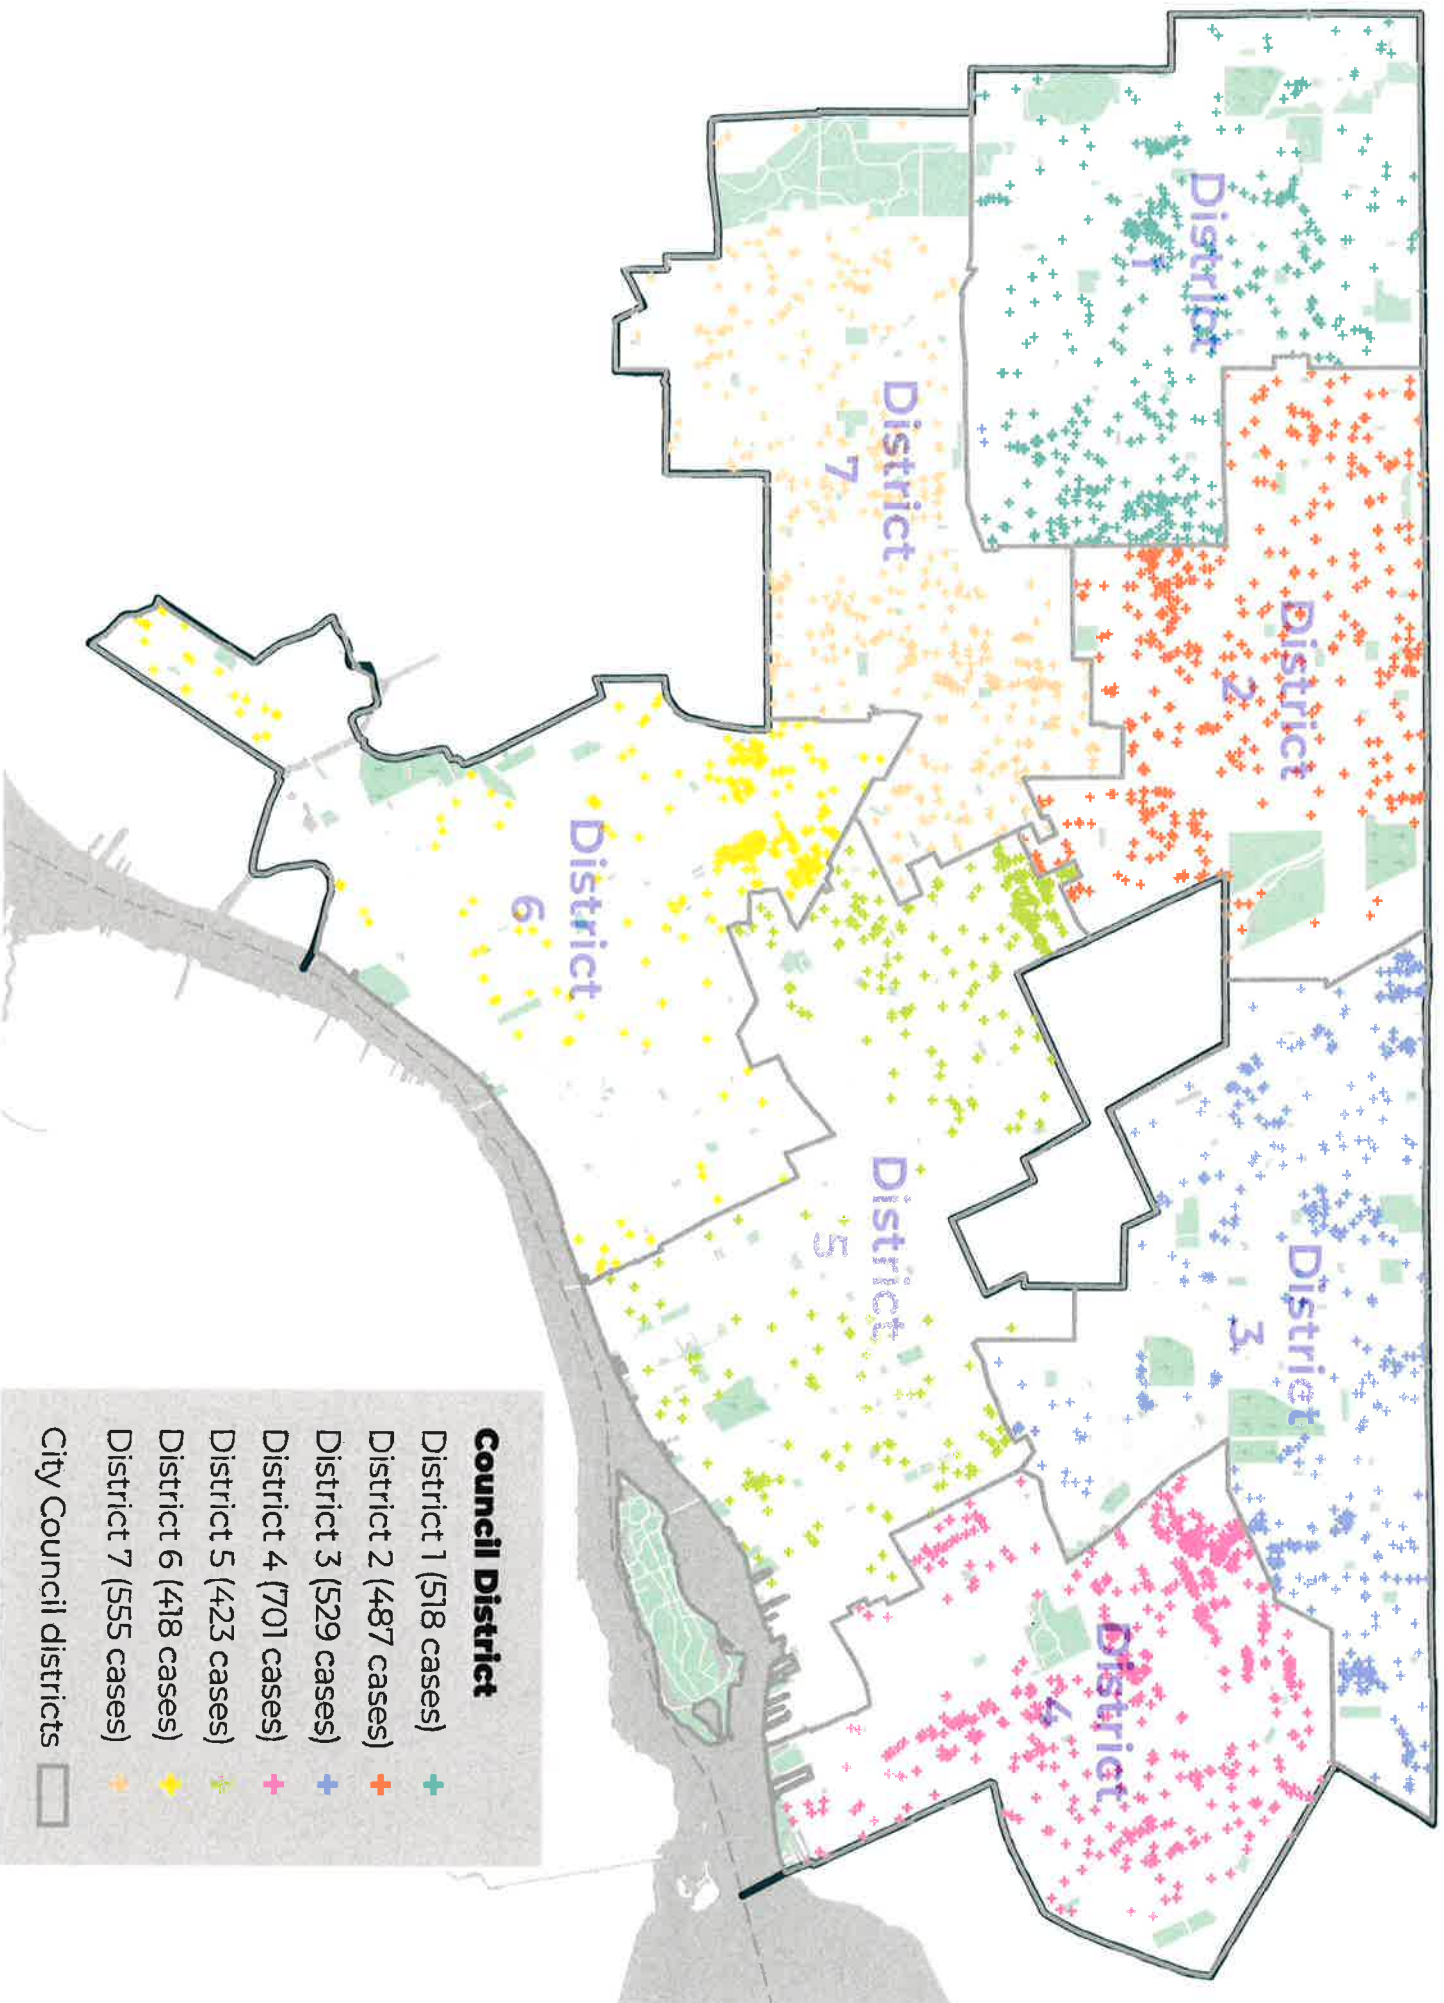 District
1
District
2
District
3
District
4
District
7
District
5
District
6
Council District
District 1 (518 cases)
District 2 (487 cases)
District 3 (529 cases)
District 4 (701 cases)
District 5 (423 cases)
District 6 (418 cases)
District 7 (555 cases)
City Council districts